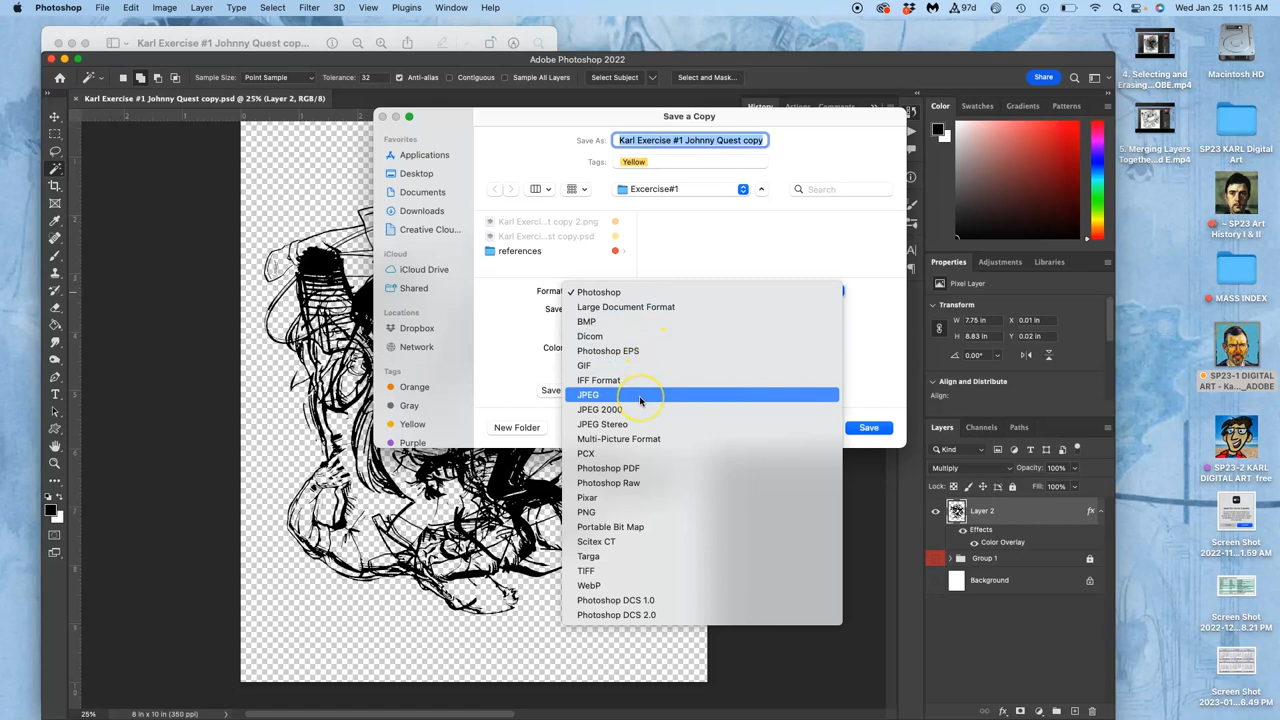 Photoshop File Edit Image Layer Type Select Filter 3D View Plugins Window Help 97d Wed Jan 25 11:15 AM
Karl Exercise #1 Johnny Quest cop...
Adobe Photoshop 2022
Sample Size: Point Sample Tolerance: 32 Anti-alias Contiguous Sample All Layers Select Subject Select and Mask... Share
Karl Exercise #1 Johnny Quest copy.psd @ 25% (Layer 2, RGB/8)
History Actions Comments
Save a Copy
Save As: Karl Exercise #1 Johnny Quest copy
Tags: Yellow
Excercise#1
Search
Favorites
Applications
Desktop
Documents
Downloads
Creative Clou...
iCloud
iCloud Drive
Shared
Locations
Dropbox
Network
Tags
Orange
Gray
Yellow
Purple
Karl Exerci...t copy 2.png
Karl Exerci...st copy.psd
references
Format
Save
Colo
Save
New Folder
Save
Photoshop
Large Document Format
BMP
Dicom
Photoshop EPS
GIF
IFF Format
JPEG
JPEG 2000
JPEG Stereo
Multi-Picture Format
PCX
Photoshop PDF
Photoshop Raw
Pixar
PNG
Portable Bit Map
Scitex CT
Targa
TIFF
WebP
Photoshop DCS 1.0
Photoshop DCS 2.0
Color Swatches Gradients Patterns
Properties Adjustments Libraries
Pixel Layer
Transform
W 7.75 in X 0.01 in
H 8.83 in Y 0.02 in
0.00°
Align and Distribute
Align:
Layers Channels Paths
Kind
Multiply Opacity: 100%
Lock: Fill: 100%
Layer 2 fx
Effects
Color Overlay
Group 1
Background
25% 8 in x 10 in (350 ppi)
4. Selecting and
Erasing...OBE.mp4
Macintosh HD
5. Merging Layers
Together...d E.mp4
SP23 KARL
Digital Art
~ SP23 Art
History I & II
MASS INDEX
SP23-1 DIGITAL
ART - Ka..._ADOBE
SP23-2 KARL
DIGITAL ART free
Screen Shot
2022-11...1.59 AM
Screen Shot
2022-12...8.21 PM
Screen Shot
2023-01...6.49 PM